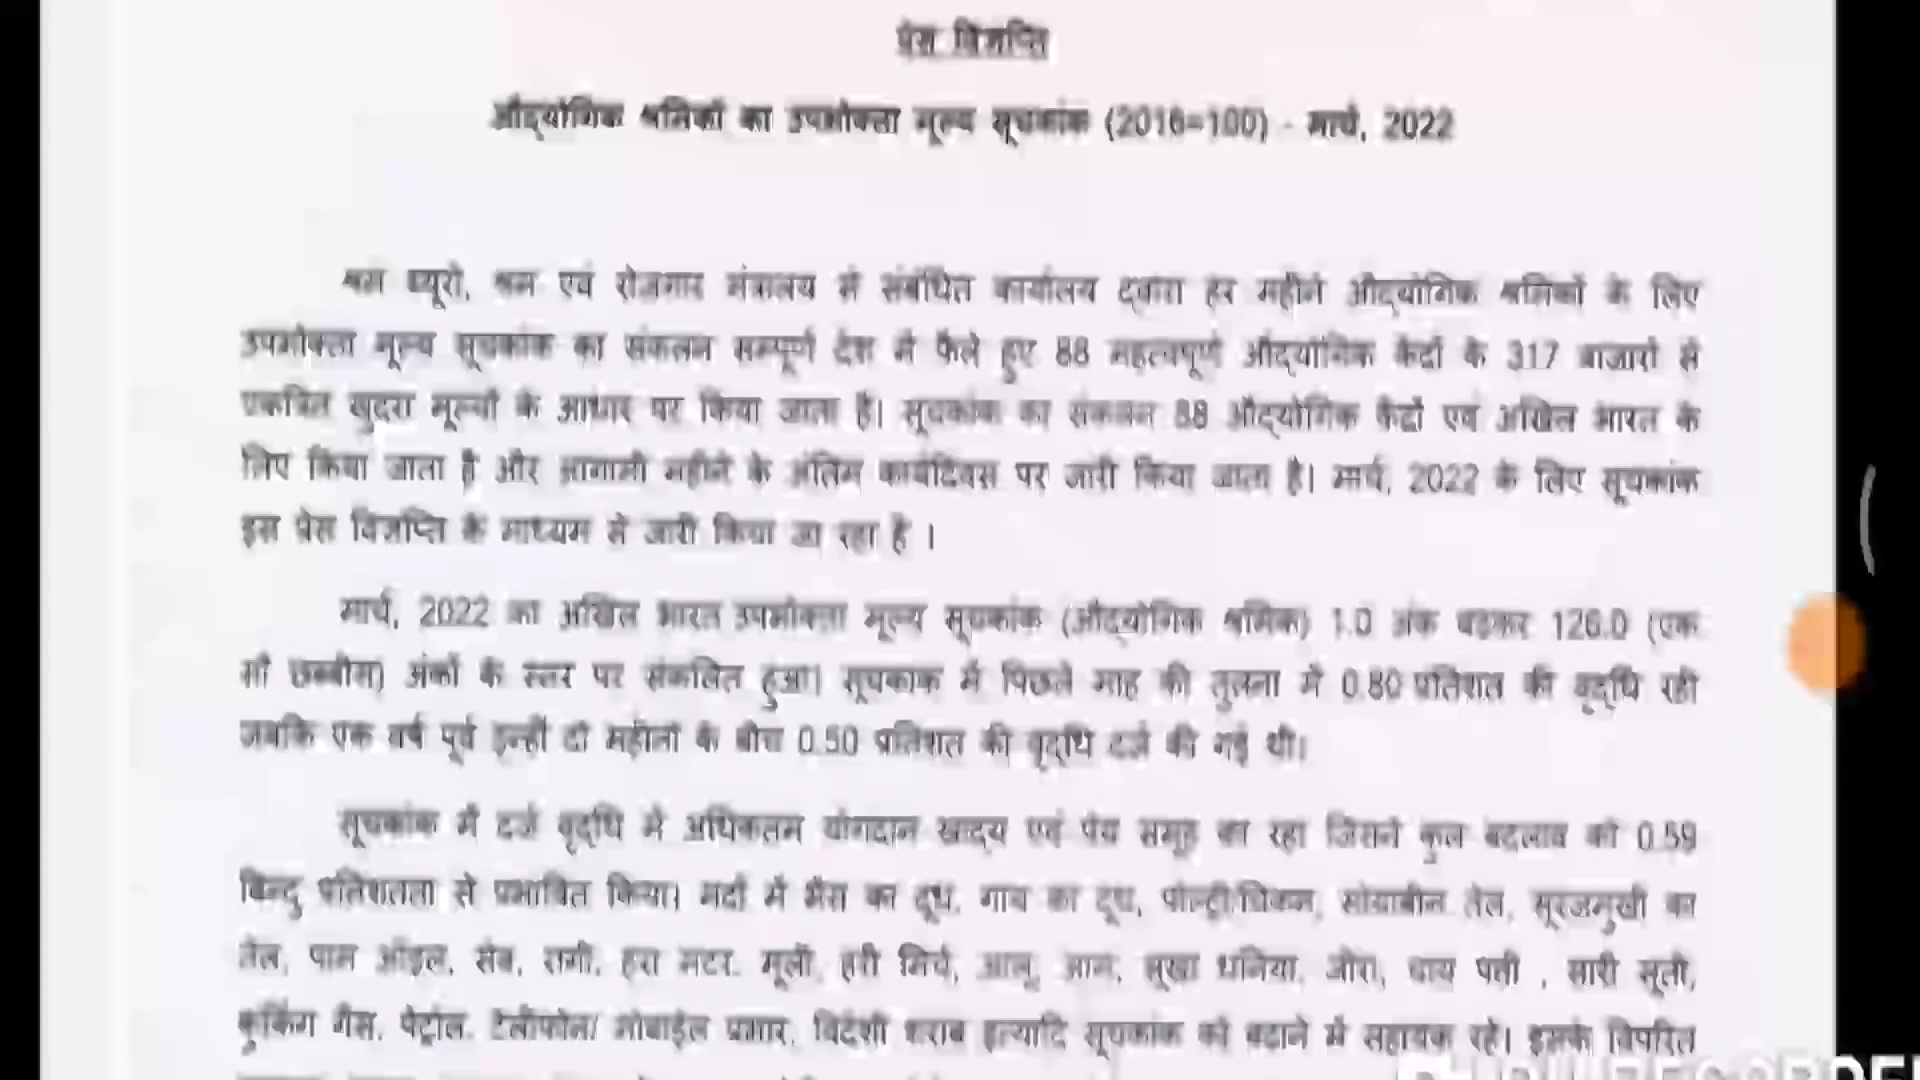 प्रेस विज्ञप्ति
औद्योगिक श्रमिकों का उपभोक्ता मूल्य सूचकांक (2016=100) - मार्च, 2022
श्रम ब्यूरो, श्रम एवं रोजगार मंत्रालय से संबंधित कार्यालय द्वारा हर महीने औद्योगिक श्रमिकों के लिए
उपभोक्ता मूल्य सूचकांक का संकलन सम्पूर्ण देश में फैले हुए 88 महत्वपूर्ण औद्योगिक केंद्रों के 317 बाजारों से
एकत्रित खुदरा मूल्यों के आधार पर किया जाता है। सूचकांक का संकलन 88 औद्योगिक केंद्रों एवं अखिल भारत के
लिए किया जाता है और आगामी महीने के अंतिम कार्यदिवस पर जारी किया जाता है। मार्च, 2022 के लिए सूचकांक
इस प्रेस विज्ञप्ति के माध्यम से जारी किया जा रहा है ।
मार्च, 2022 का अखिल भारत उपभोक्ता मूल्य सूचकांक (औद्योगिक श्रमिक) 1.0 अंक बढ़कर 126.0 (एक
सौ छब्बीस) अंकों के स्तर पर संकलित हुआ। सूचकांक में पिछले माह की तुलना में 0.80 प्रतिशत की वृद्धि रही
जबकि एक वर्ष पूर्व इन्हीं दो महीनों के बीच 0.50 प्रतिशत की वृद्धि दर्ज की गई थी।
सूचकांक में दर्ज वृद्धि में अधिकतम योगदान खाद्य एवं पेय समूह का रहा जिसने कुल बदलाव को 0.59
बिन्दु प्रतिशतता से प्रभावित किया। मदों में भैंस का दूध, गाय का दूध, पोल्ट्री/चिकन, सोयाबीन तेल, सूरजमुखी का
तेल, पाम ऑइल, सेब, रागी, हरा मटर, मूली, हरी मिर्च, आलू, आम, सूखा धनिया, जीरा, चाय पत्ती , सारी सूती,
कुकिंग गैस, पेट्रोल, टेलीफोन/ मोबाईल प्रभार, विदेशी शराब इत्यादि सूचकांक को बढ़ाने में सहायक रहे। इसके विपरित